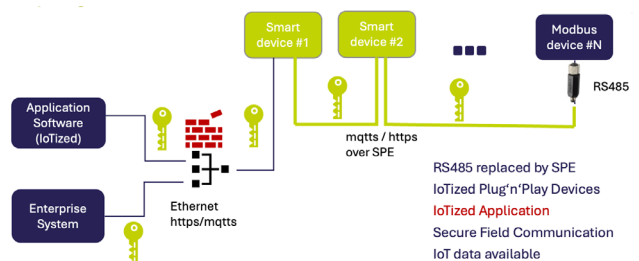 Smart
device #1
Smart
device #2
Modbus
device #N
RS485
Application
Software
(IoTized)
mqtts / https
over SPE
Enterprise
System
Ethernet
https/mqtts
RS485 replaced by SPE
IoTized Plug‘n‘Play Devices
IoTized Application
Secure Field Communication
IoT data available